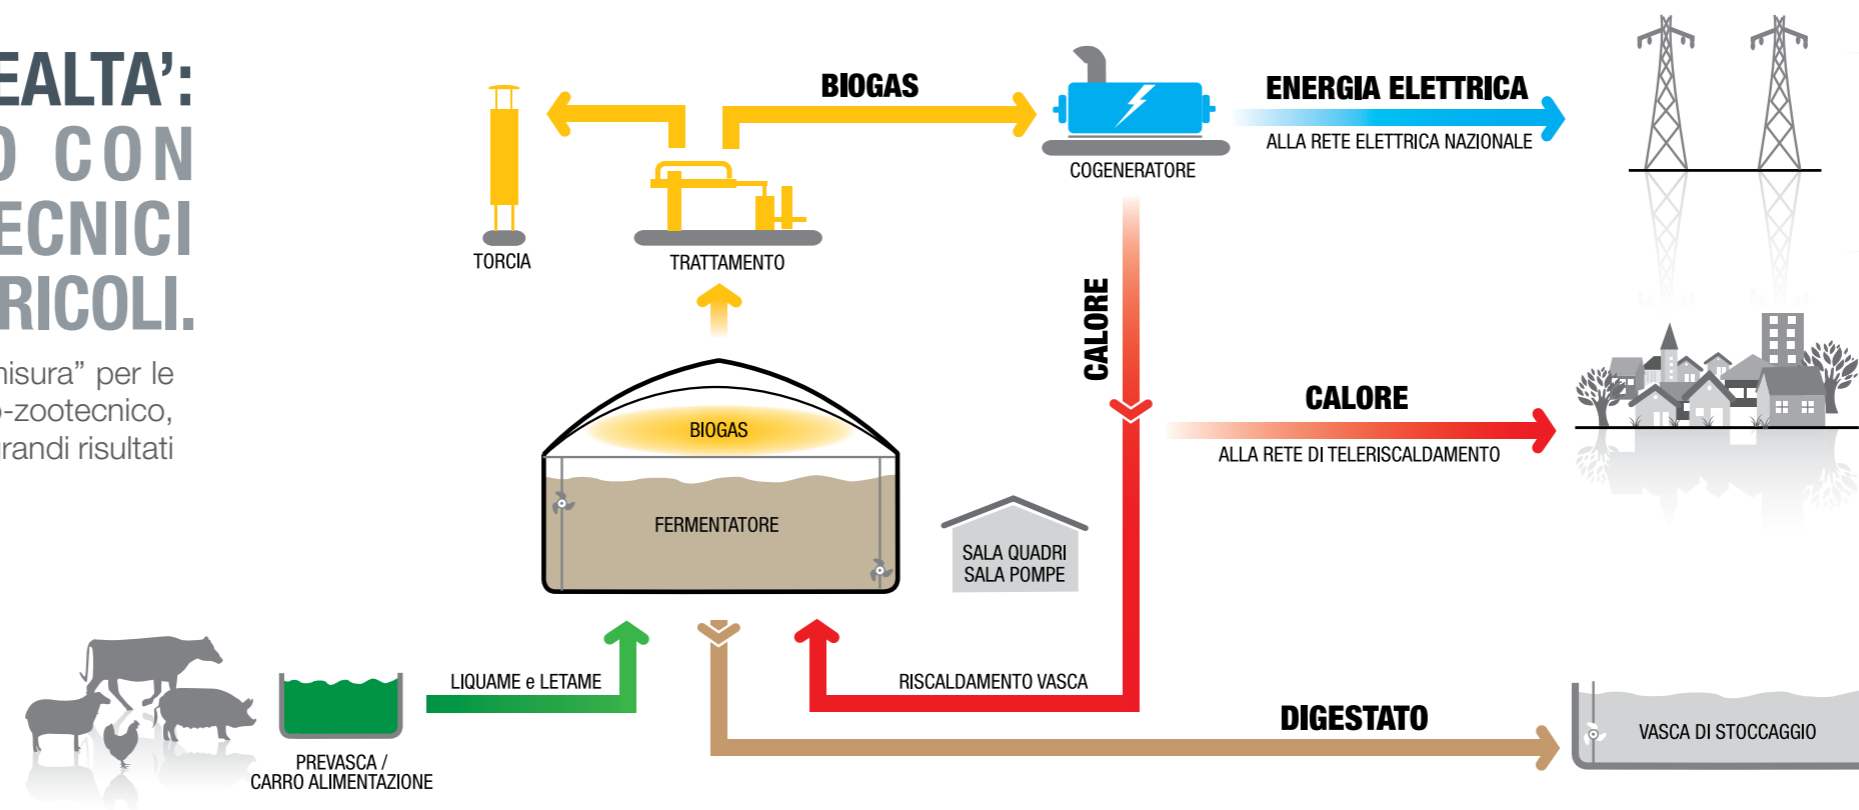 EALTA’:
O CON
ECNICI
RICOLI.
misura” per le
o-zootecnico,
grandi risultati
BIOGAS
ENERGIA ELETTRICA
ALLA RETE ELETTRICA NAZIONALE
COGENERATORE
TORCIA
TRATTAMENTO
CALORE
CALORE
ALLA RETE DI TELERISCALDAMENTO
BIOGAS
FERMENTATORE
SALA QUADRI
SALA POMPE
LIQUAME e LETAME
RISCALDAMENTO VASCA
DIGESTATO
VASCA DI STOCCAGGIO
PREVASCA /
CARRO ALIMENTAZIONE